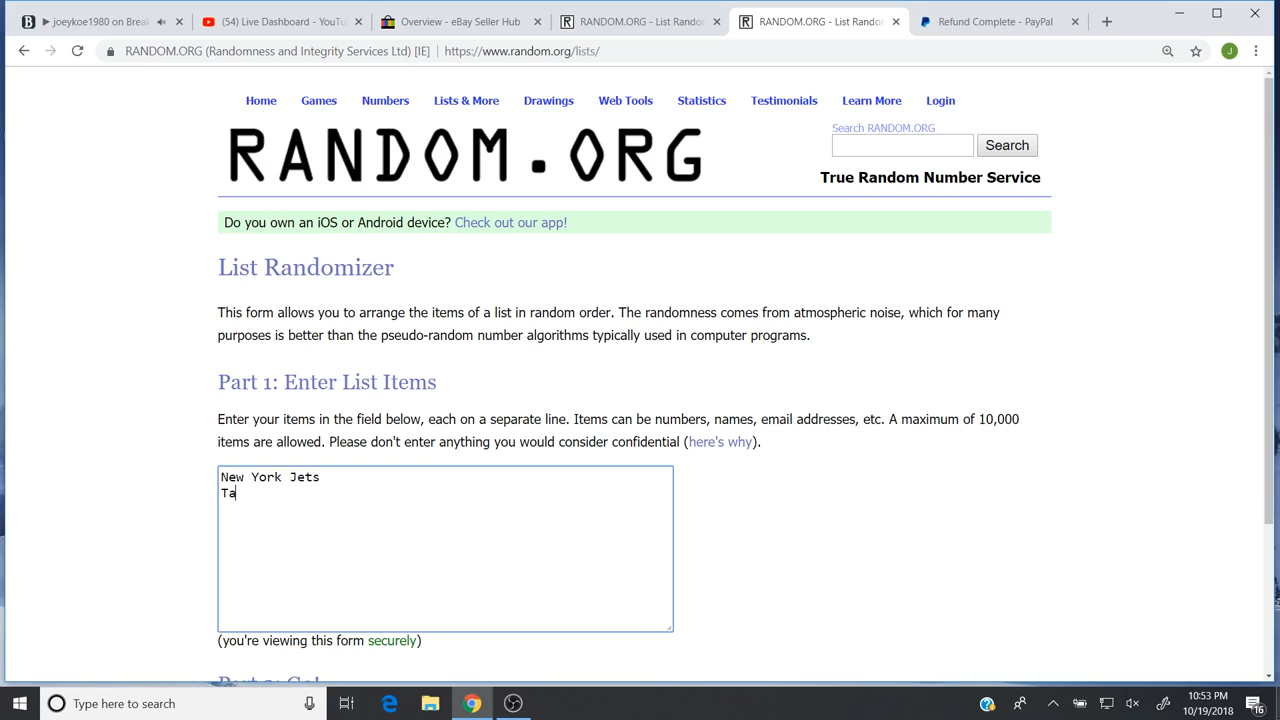 joeykoe1980 on Break
(54) Live Dashboard - YouTu
Overview - eBay Seller Hub
RANDOM.ORG - List Random
RANDOM.ORG - List Random
Refund Complete - PayPal
RANDOM.ORG (Randomness and Integrity Services Ltd) [IE] | https://www.random.org/lists/
J
Home Games Numbers Lists & More Drawings Web Tools Statistics Testimonials Learn More Login
RANDOM.ORG
Search RANDOM.ORG
Search
True Random Number Service
Do you own an iOS or Android device? Check out our app!
List Randomizer
This form allows you to arrange the items of a list in random order. The randomness comes from atmospheric noise, which for many
purposes is better than the pseudo-random number algorithms typically used in computer programs.
Part 1: Enter List Items
Enter your items in the field below, each on a separate line. Items can be numbers, names, email addresses, etc. A maximum of 10,000
items are allowed. Please don't enter anything you would consider confidential (here's why).
New York Jets
Ta
(you're viewing this form securely)
Part 2: Go!
Type here to search
10:53 PM
10/19/2018
16